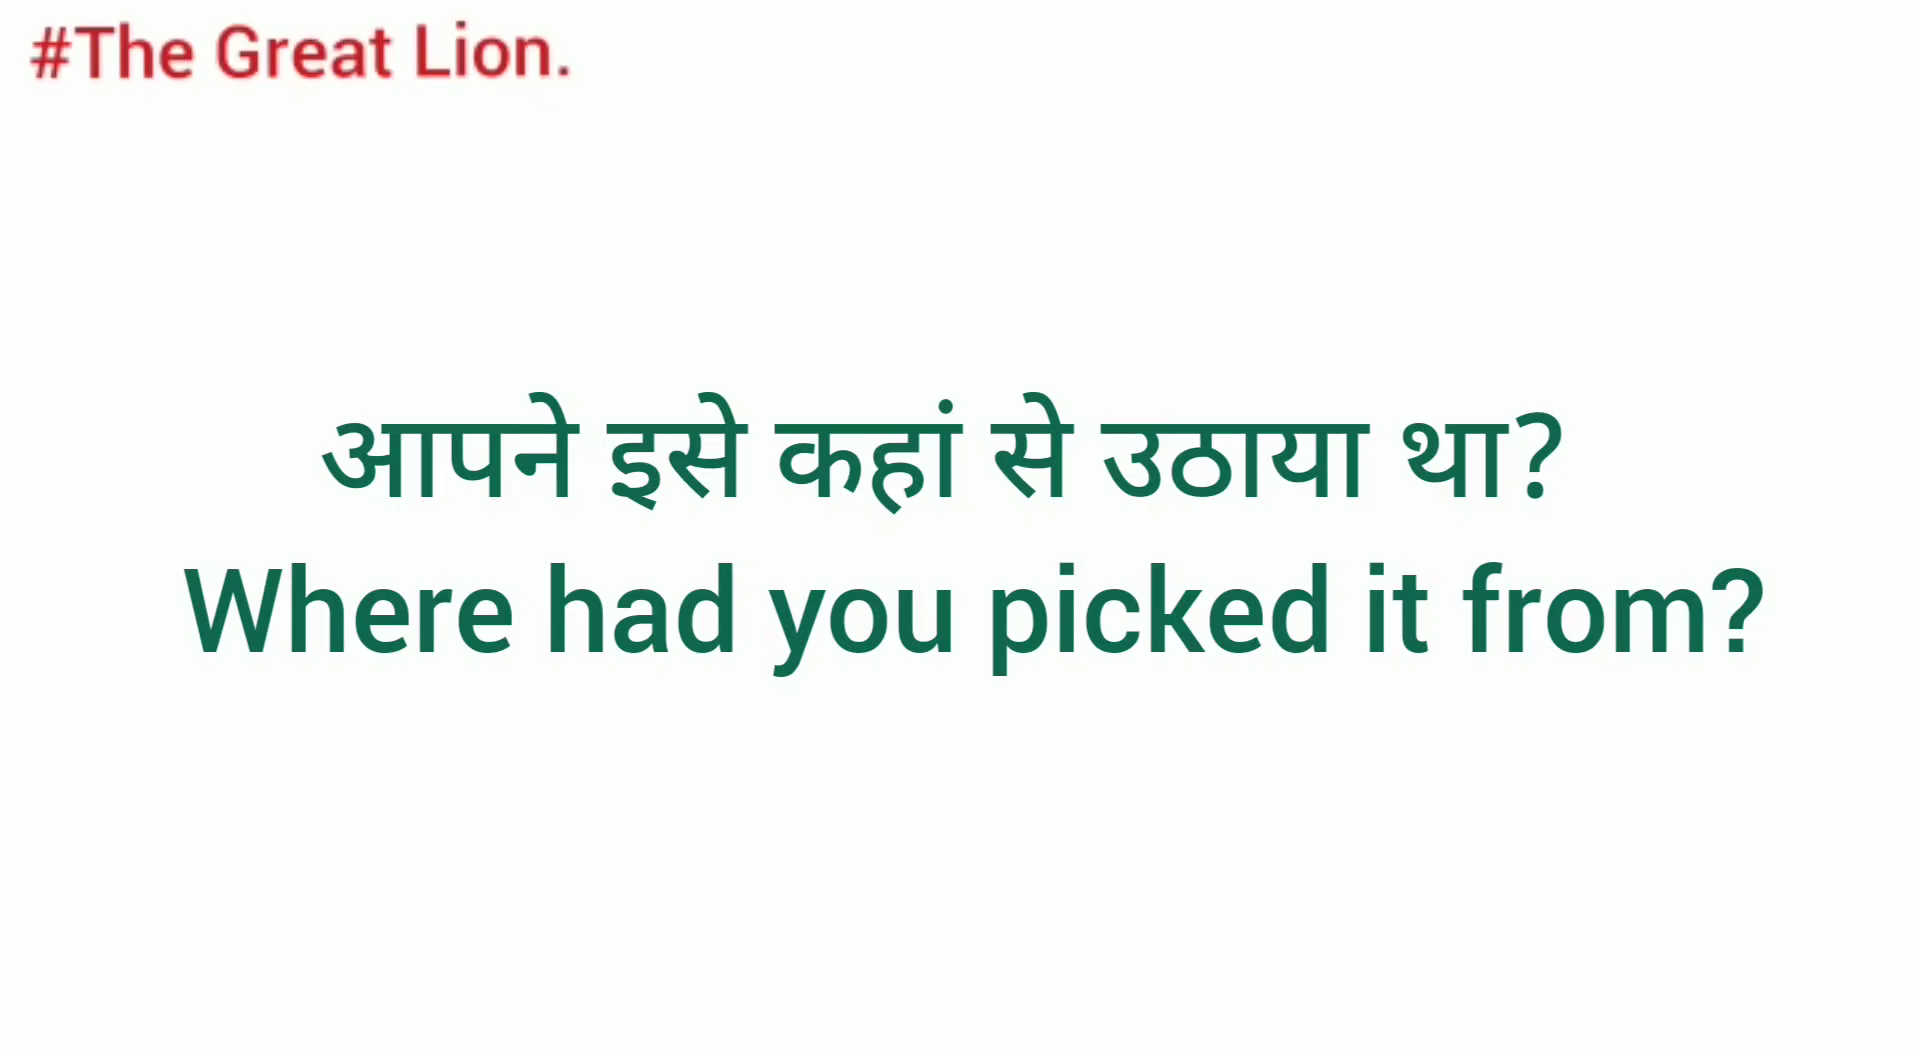 #The Great Lion.
आपने इसे कहां से उठाया था?
Where had you picked it from?